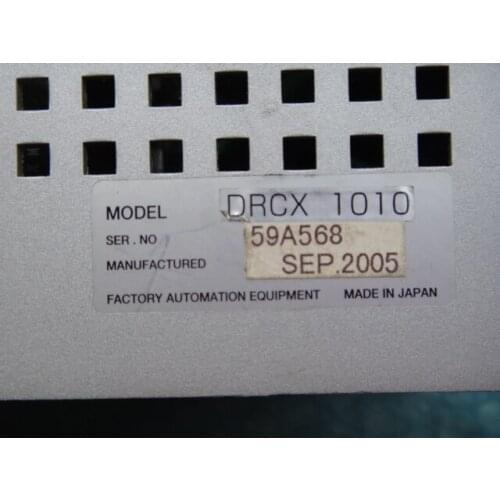 MODEL DRCX 1010
SER . NO 59A568
MANUFACTURED SEP.2005
FACTORY AUTOMATION EQUIPMENT MADE IN JAPAN